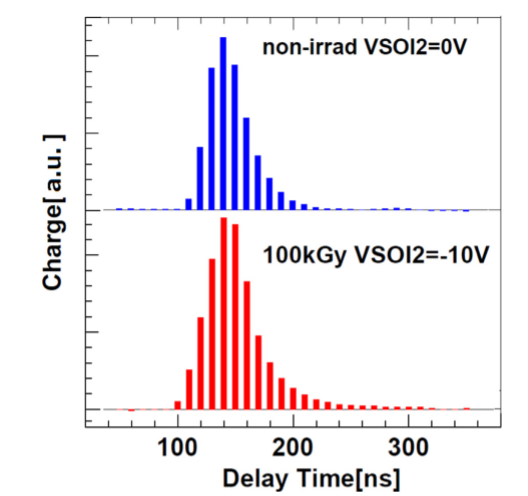 non-irrad VSOI2=0V
Charge[a.u.]
100kGy VSOI2=-10V
100 200 300
Delay Time[ns]